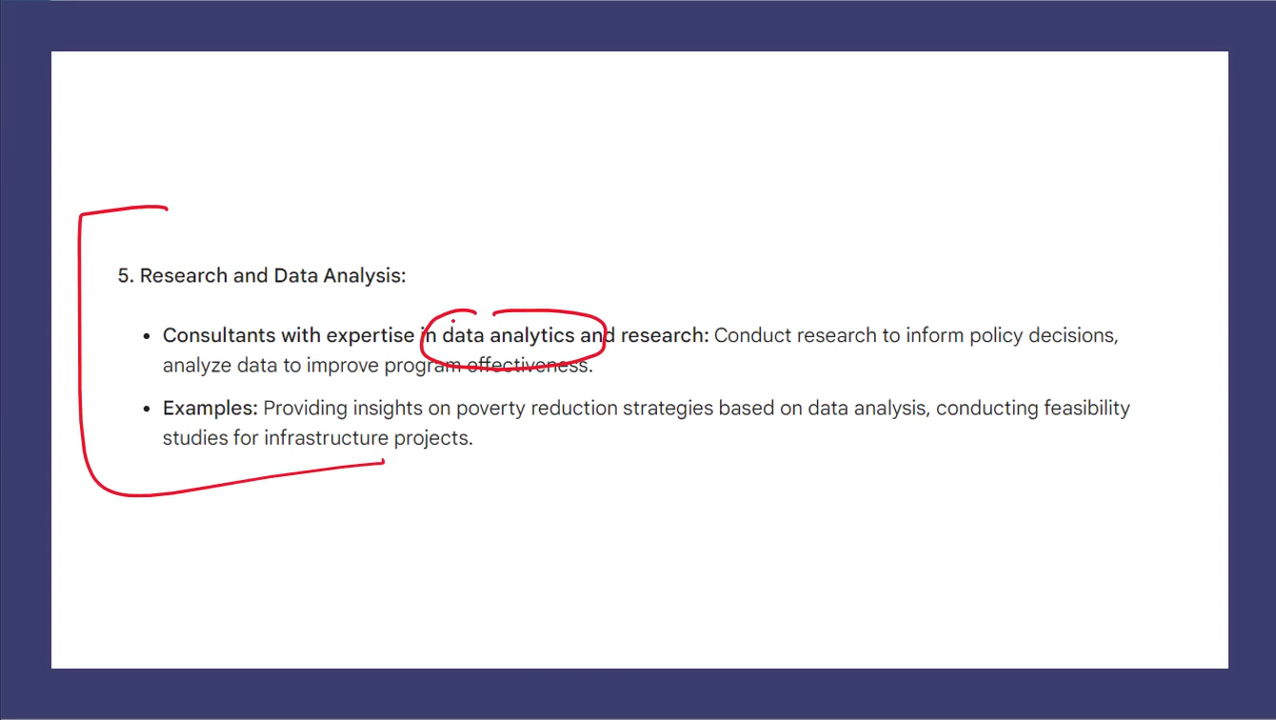 5. Research and Data Analysis:
• Consultants with expertise in data analytics and research: Conduct research to inform policy decisions,
analyze data to improve program effectiveness.
• Examples: Providing insights on poverty reduction strategies based on data analysis, conducting feasibility
studies for infrastructure projects.